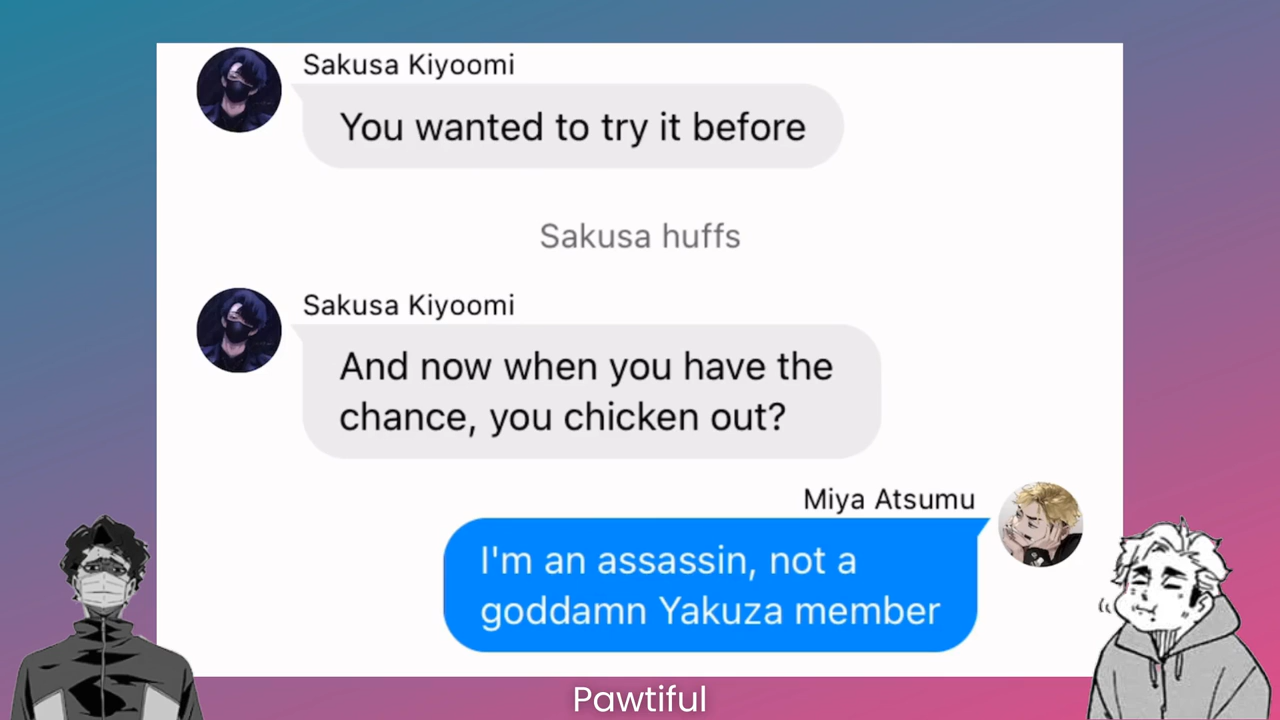 Sakusa Kiyoomi
You wanted to try it before
Sakusa huffs
Sakusa Kiyoomi
And now when you have the
chance, you chicken out?
Miya Atsumu
I'm an assassin, not a
goddamn Yakuza member
Pawtiful